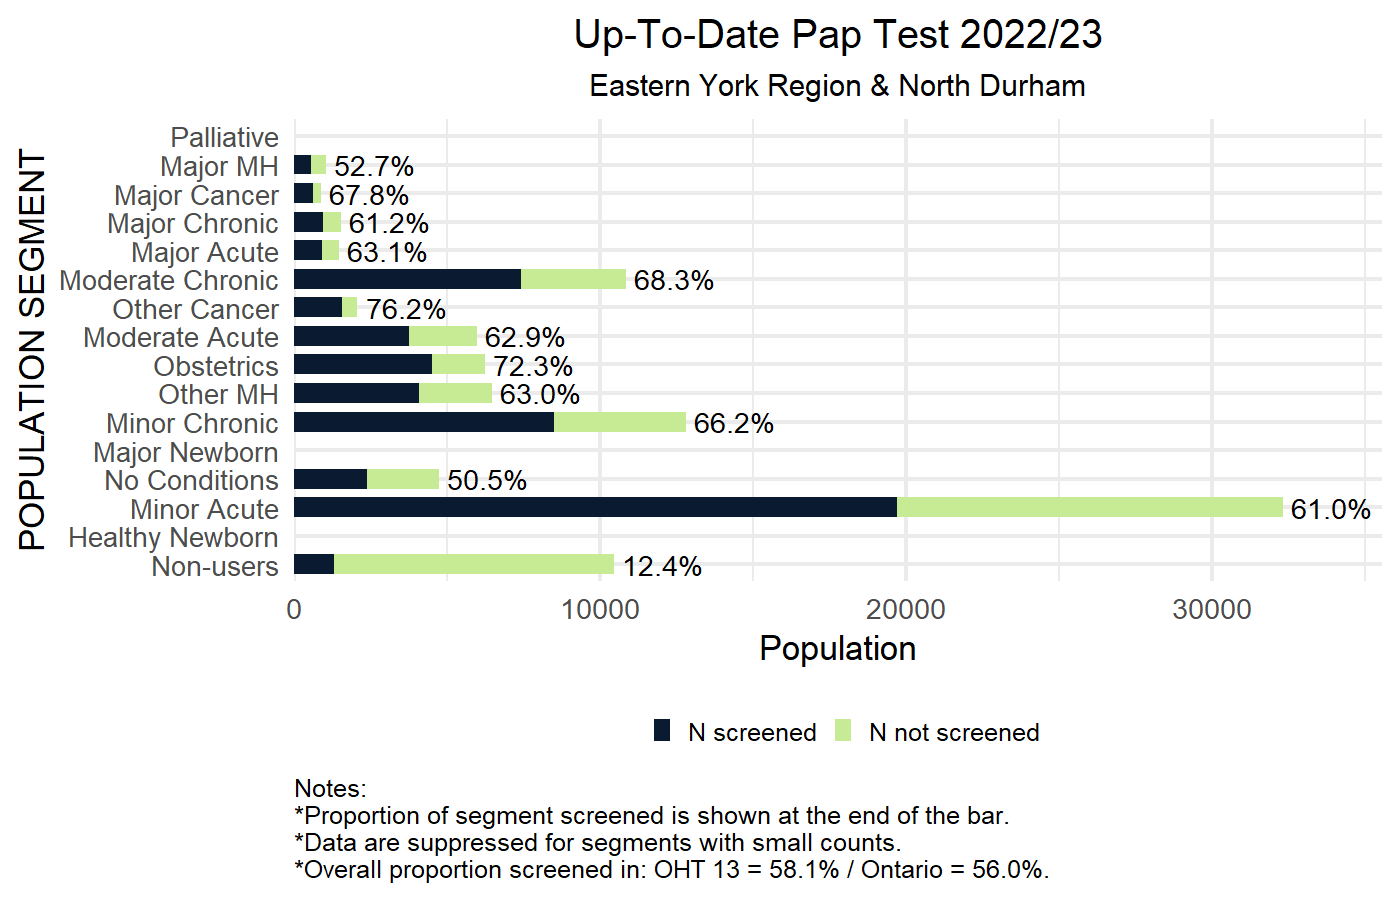 Up-To-Date Pap Test 2022/23
Eastern York Region & North Durham
POPULATION SEGMENT
Palliative
Major MH 52.7%
Major Cancer 67.8%
Major Chronic 61.2%
Major Acute 63.1%
Moderate Chronic 68.3%
Other Cancer 76.2%
Moderate Acute 62.9%
Obstetrics 72.3%
Other MH 63.0%
Minor Chronic 66.2%
Major Newborn
No Conditions 50.5%
Minor Acute 61.0%
Healthy Newborn
Non-users 12.4%
0 10000 20000 30000
Population
N screened N not screened
Notes:
*Proportion of segment screened is shown at the end of the bar.
*Data are suppressed for segments with small counts.
*Overall proportion screened in: OHT 13 = 58.1% / Ontario = 56.0%.